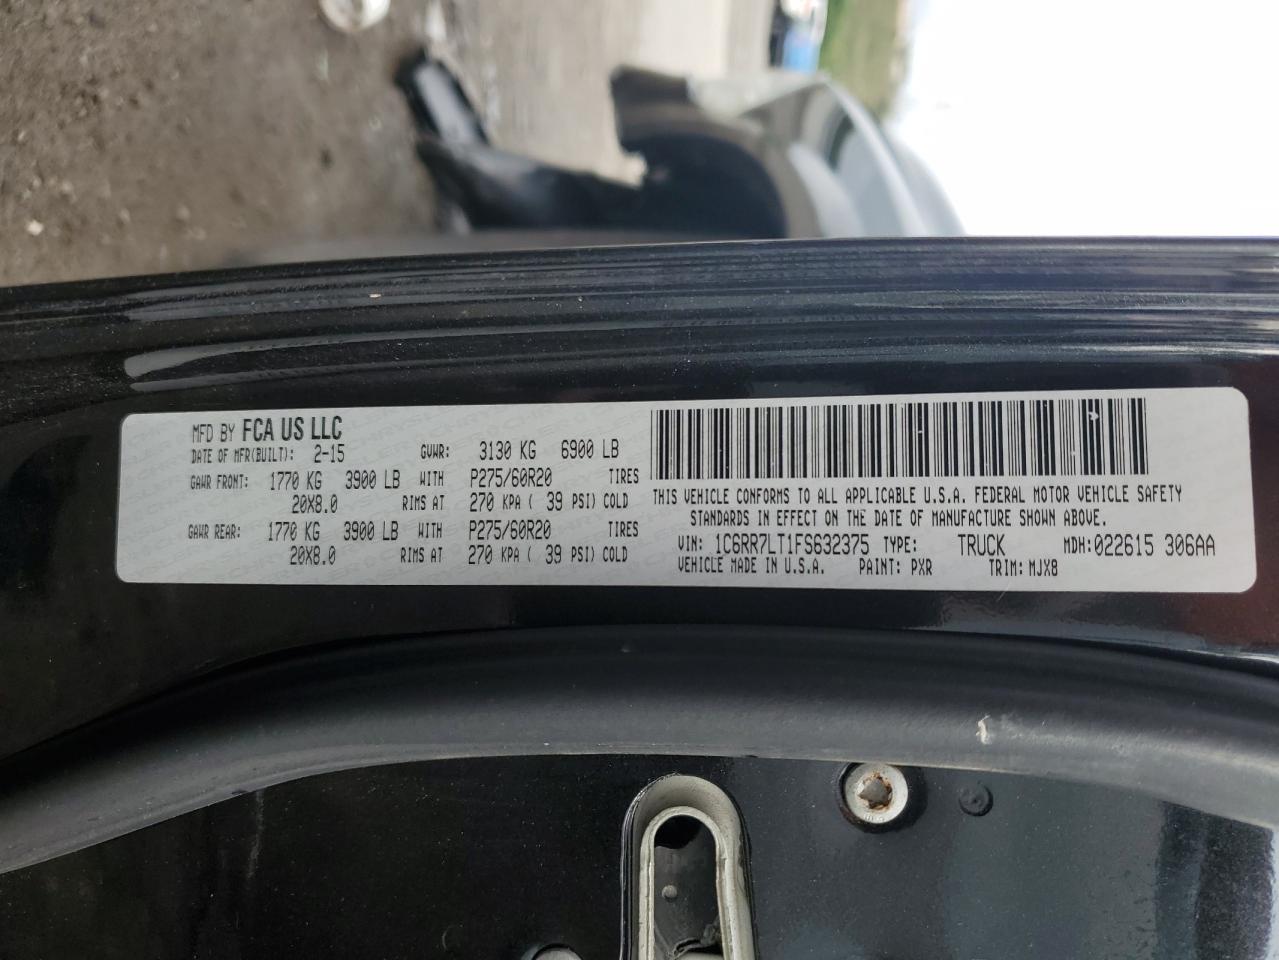 MFD BY FCA US LLC
DATE OF MFR(BUILT): 2-15 GVWR: 3130 KG 6900 LB
GAWR FRONT: 1770 KG 3900 LB WITH P275/60R20 TIRES
20X8.0 RIMS AT 270 KPA ( 39 PSI) COLD
GAWR REAR: 1770 KG 3900 LB WITH P275/60R20 TIRES
20X8.0 RIMS AT 270 KPA ( 39 PSI) COLD
THIS VEHICLE CONFORMS TO ALL APPLICABLE U.S.A. FEDERAL MOTOR VEHICLE SAFETY
STANDARDS IN EFFECT ON THE DATE OF MANUFACTURE SHOWN ABOVE.
VIN: 1C6RR7LT1FS632375 TYPE: TRUCK MDH:022615 306AA
VEHICLE MADE IN U.S.A. PAINT: PXR TRIM: MJX8